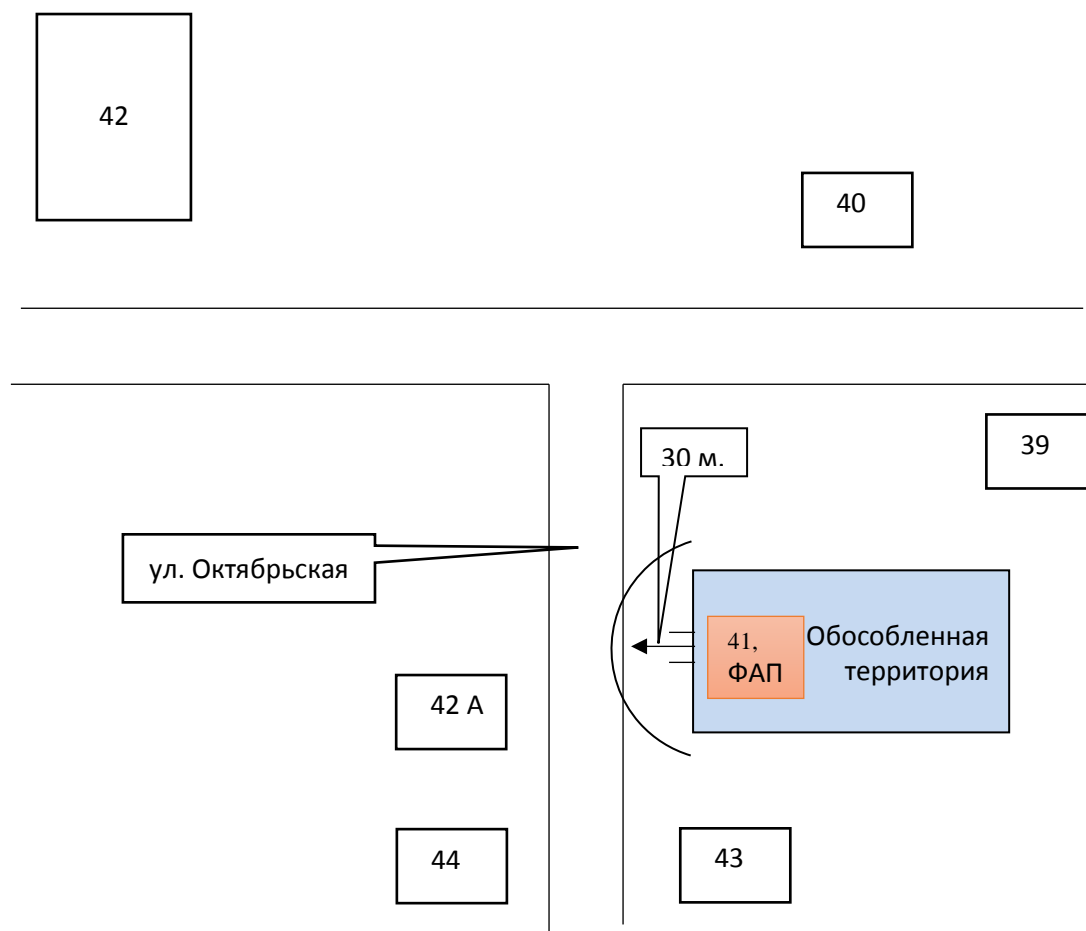 42
40
39
30 м.
ул. Октябрьская
41,
ФАП
Обособленная
территория
42 А
44
43